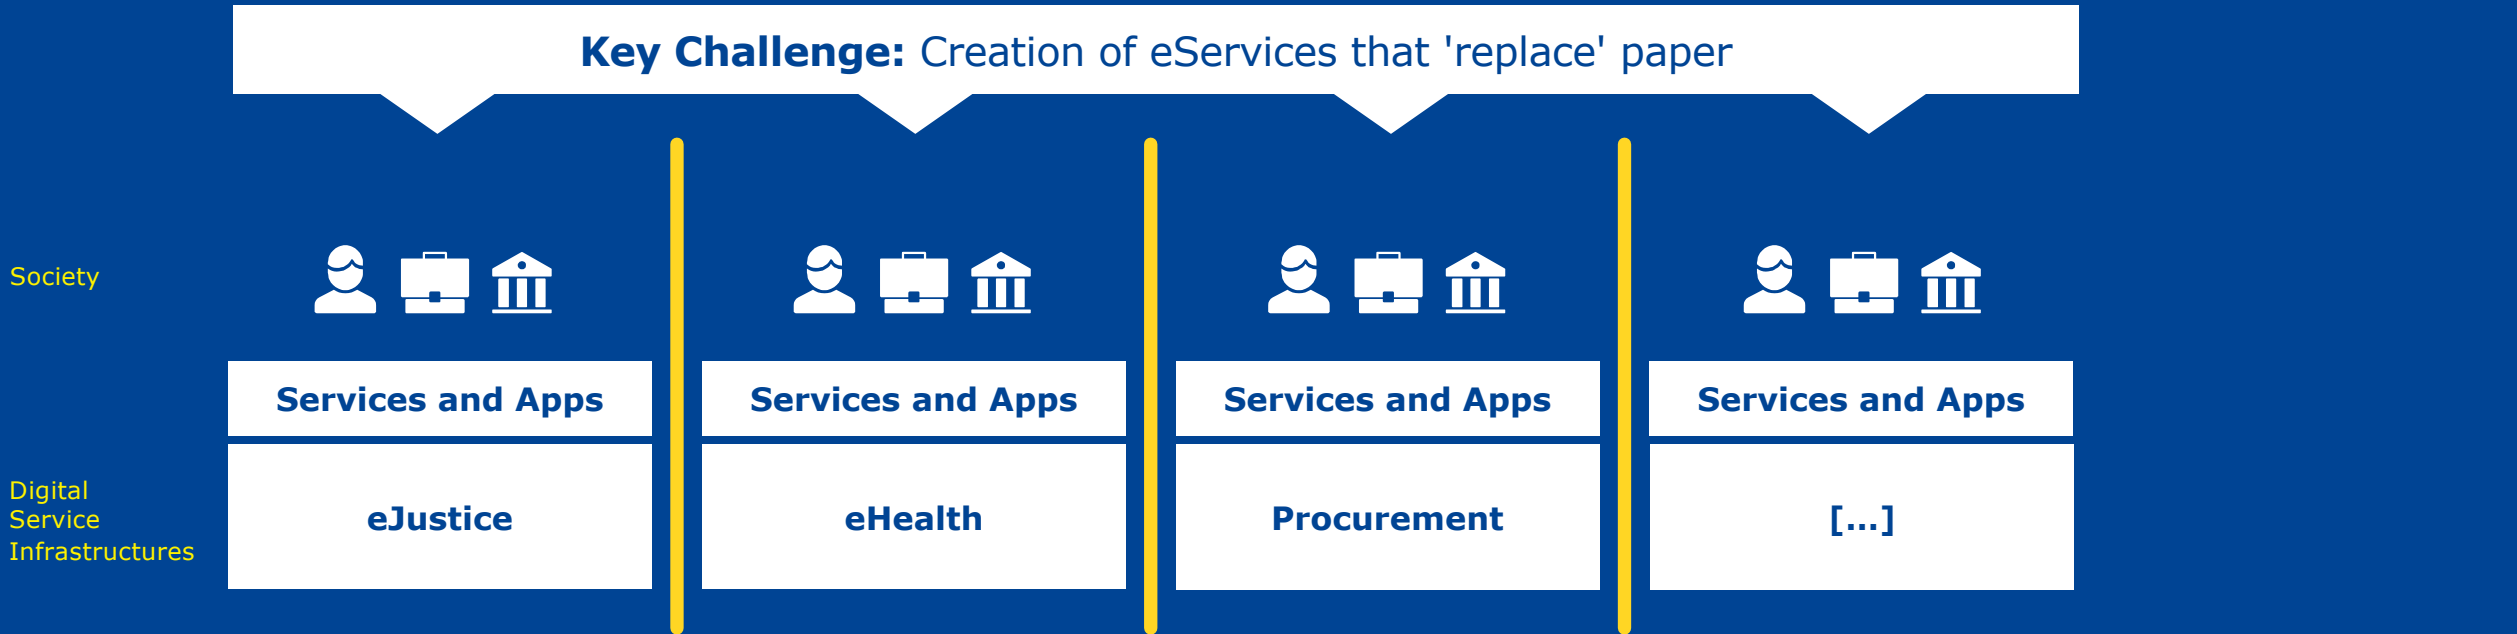 Key Challenge: Creation of eServices that 'replace' paper
Society
Services and Apps
Services and Apps
Services and Apps
Services and Apps
Digital
Service
Infrastructures
eJustice
eHealth
Procurement
[…]